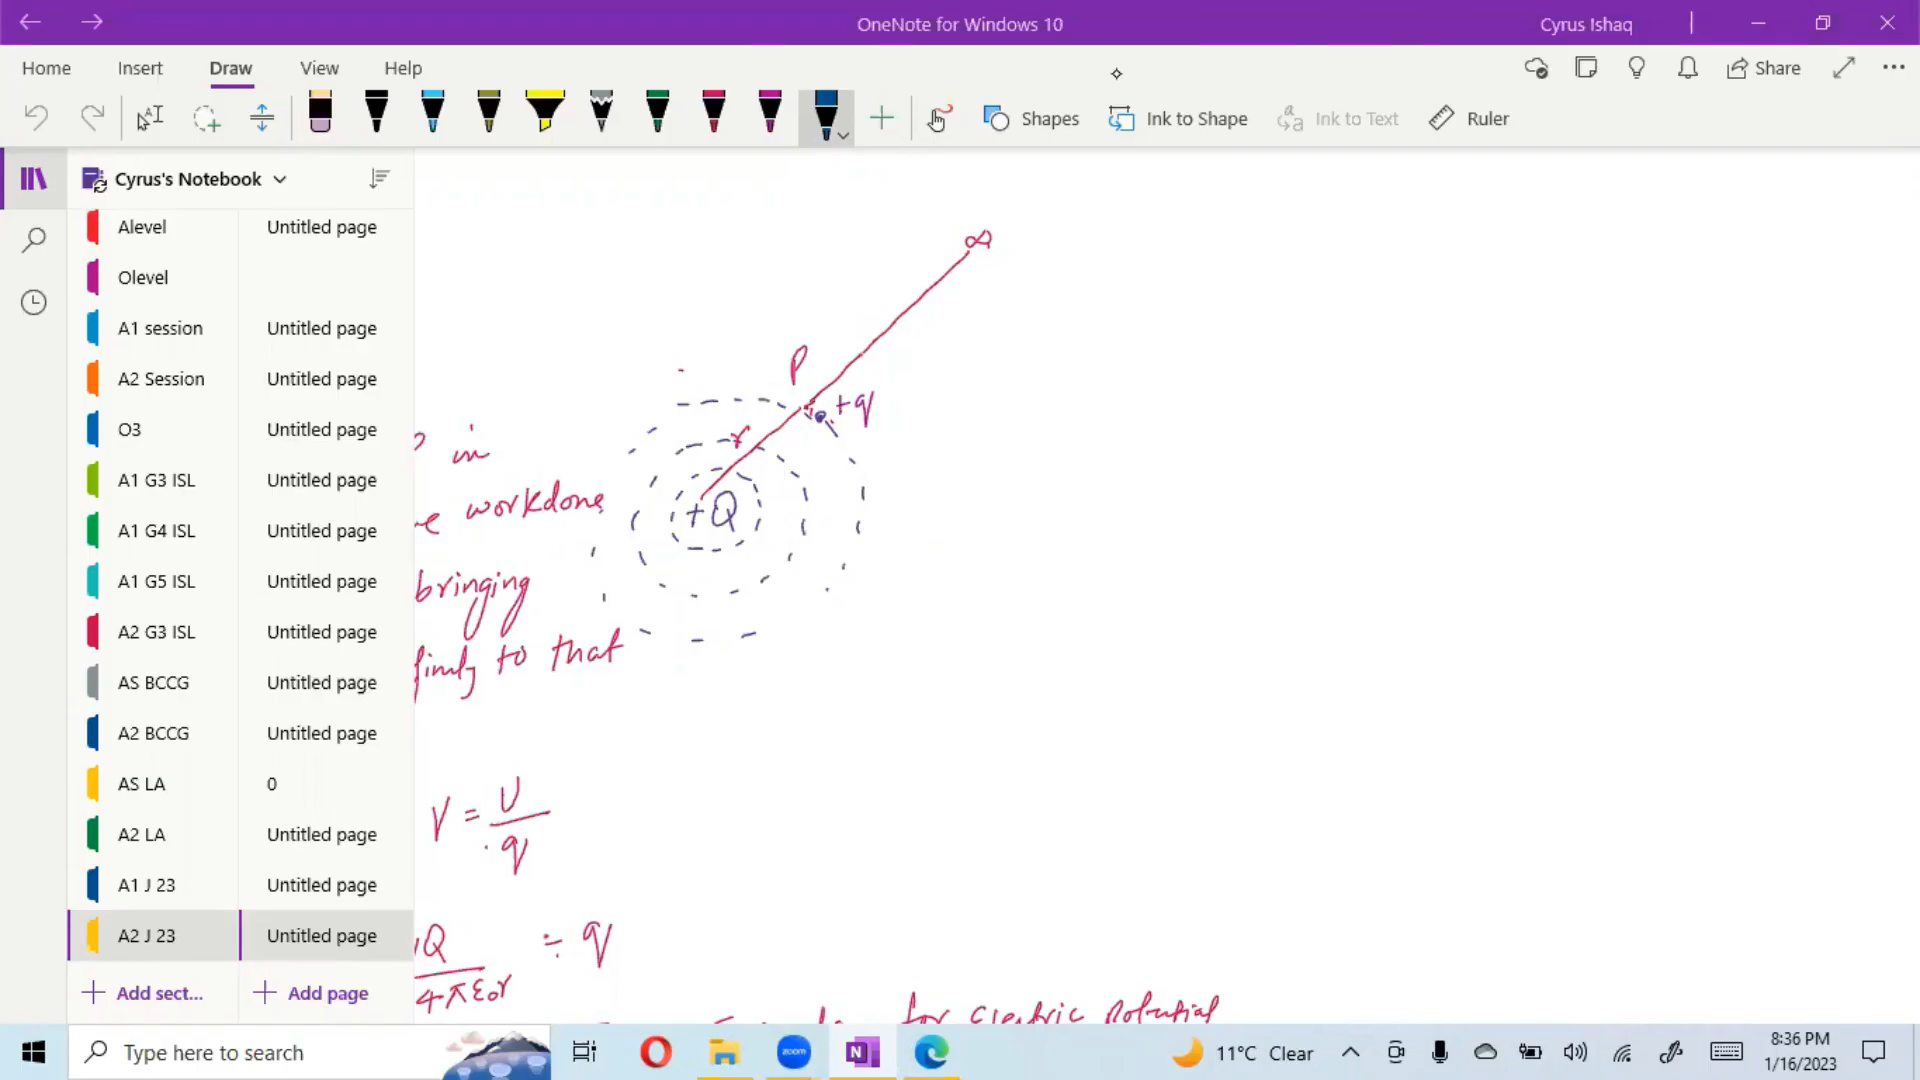 OneNote for Windows 10
Cyrus Ishaq
Home Insert Draw View Help
Share
Shapes Ink to Shape Ink to Text Ruler
Cyrus's Notebook
Alevel Untitled page
Olevel
A1 session Untitled page
A2 Session Untitled page
O3 Untitled page
A1 G3 ISL Untitled page
A1 G4 ISL Untitled page
A1 G5 ISL Untitled page
A2 G3 ISL Untitled page
AS BCCG Untitled page
A2 BCCG Untitled page
AS LA 0
A2 LA Untitled page
A1 J 23 Untitled page
A2 J 23 Untitled page
Add sect... Add page
∞
P
+q
r
+Q
in
workdone
bringing
to that
V = U
q
Q ÷ q
4πε₀r
for electric potential
Type here to search
zoom
11°C Clear
8:36 PM
1/16/2023